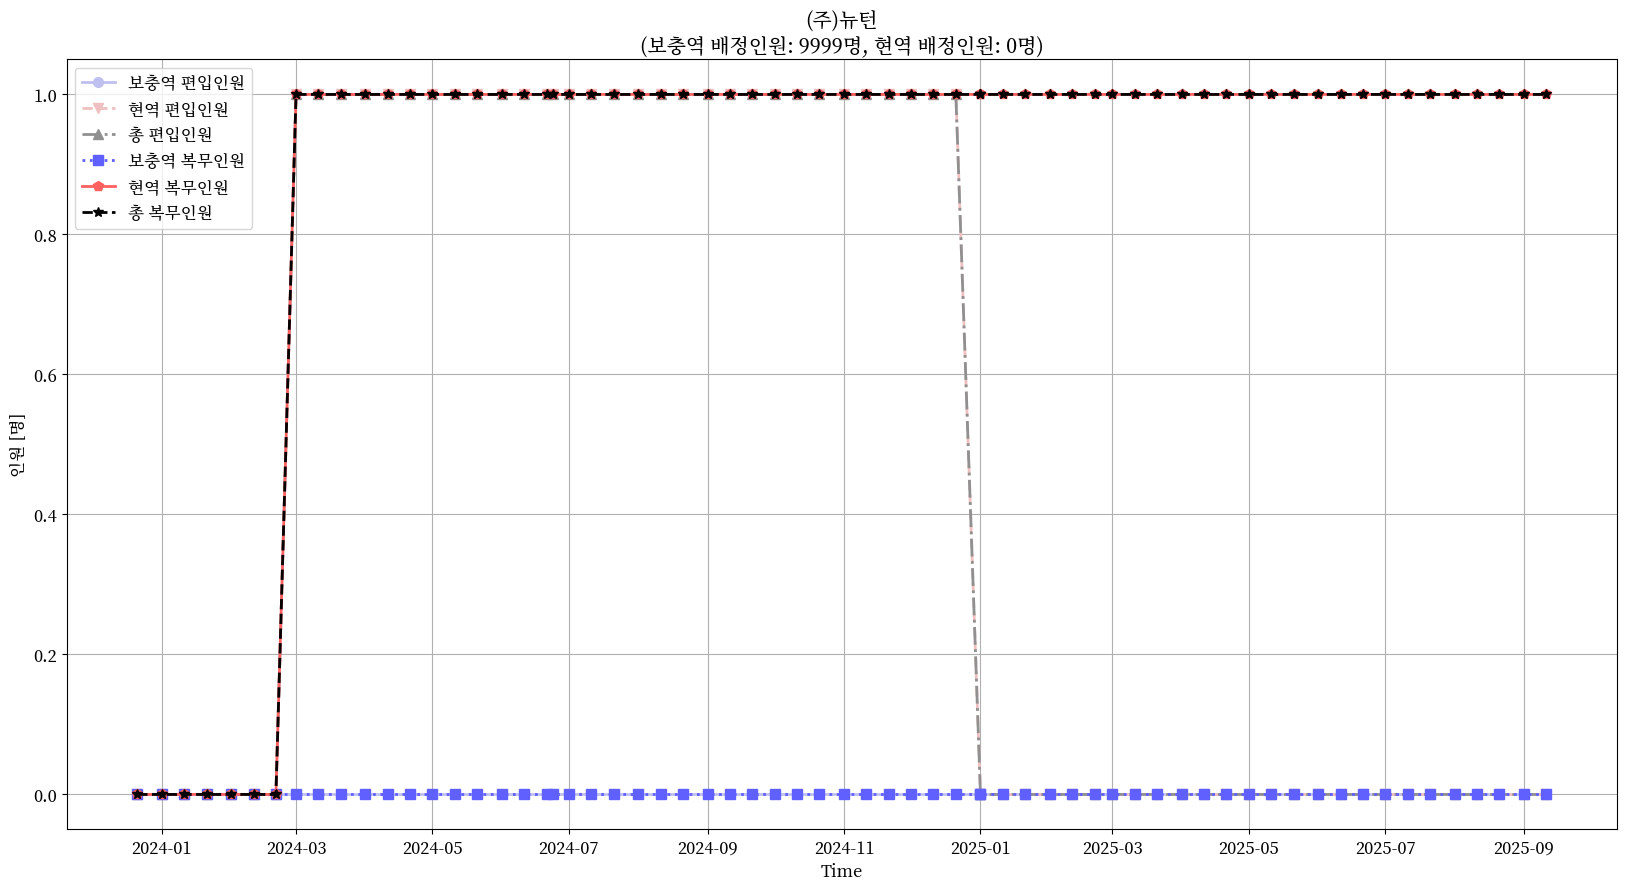 (주)뉴턴
(보충역 배정인원: 9999명, 현역 배정인원: 0명)
보충역 편입인원
현역 편입인원
총 편입인원
보충역 복무인원
현역 복무인원
총 복무인원
1.0
0.8
0.6
0.4
0.2
0.0
인원 [명]
2024-01 2024-03 2024-05 2024-07 2024-09 2024-11 2025-01 2025-03 2025-05 2025-07 2025-09
Time